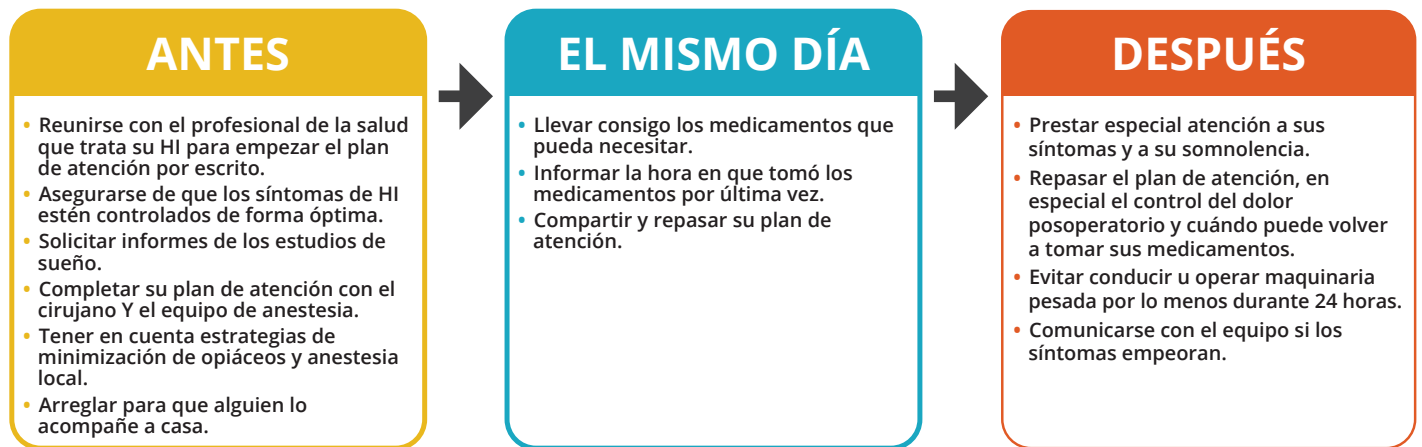 ANTES
• Reunirse con el profesional de la salud
que trata su HI para empezar el plan
de atención por escrito.
• Asegurarse de que los síntomas de HI
estén controlados de forma óptima.
• Solicitar informes de los estudios de
sueño.
• Completar su plan de atención con el
cirujano Y el equipo de anestesia.
• Tener en cuenta estrategias de
minimización de opiáceos y anestesia
local.
• Arreglar para que alguien lo
acompañe a casa.
EL MISMO DÍA
• Llevar consigo los medicamentos que
pueda necesitar.
• Informar la hora en que tomó los
medicamentos por última vez.
• Compartir y repasar su plan de
atención.
DESPUÉS
• Prestar especial atención a sus
síntomas y a su somnolencia.
• Repasar el plan de atención, en
especial el control del dolor
posoperatorio y cuándo puede volver
a tomar sus medicamentos.
• Evitar conducir u operar maquinaria
pesada por lo menos durante 24 horas.
• Comunicarse con el equipo si los
síntomas empeoran.